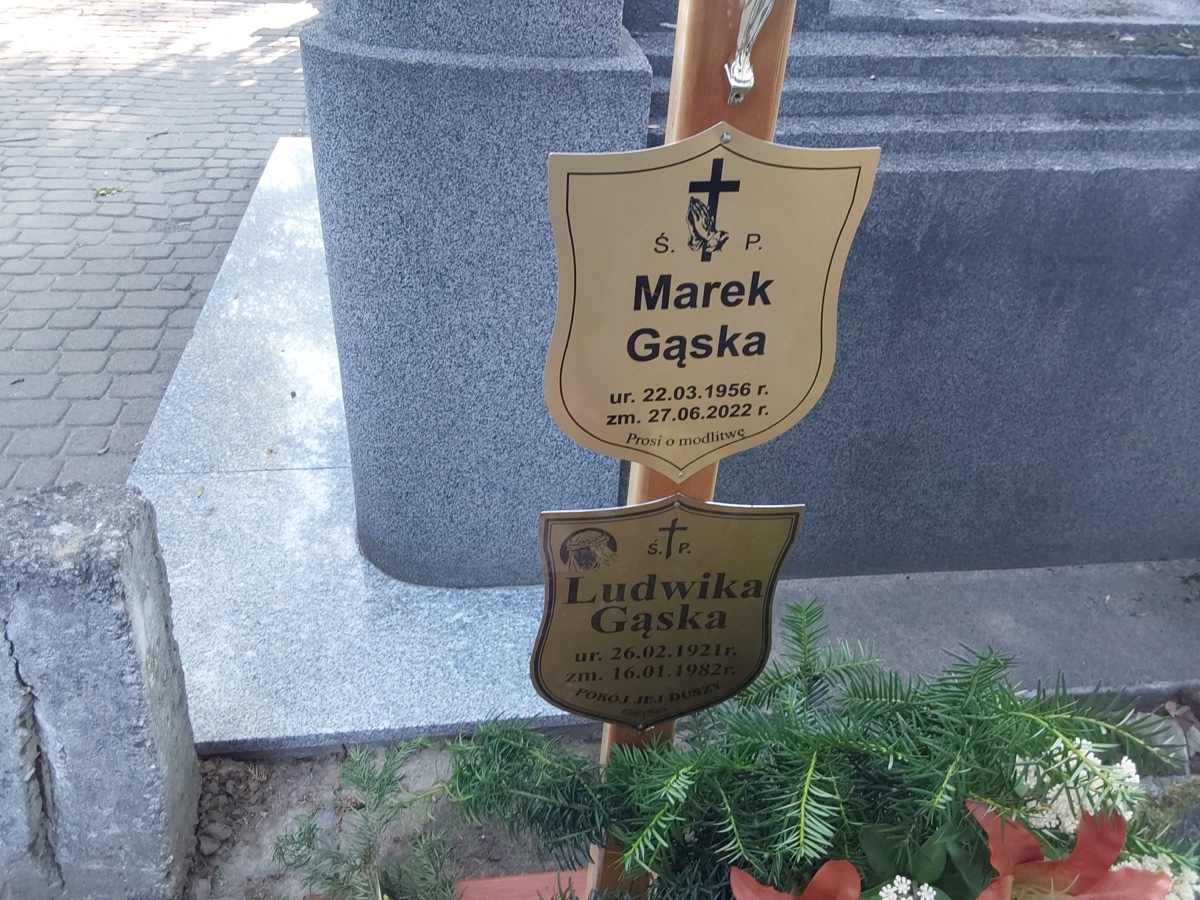 Ś. P.
Marek
Gąska
ur. 22.03.1956 r.
zm. 27.06.2022 r.
Prosi o modlitwę
Ś. P.
Ludwika
Gąska
ur. 26.02.1921r.
zm. 16.01.1982r.
POKÓJ JEJ DUSZY